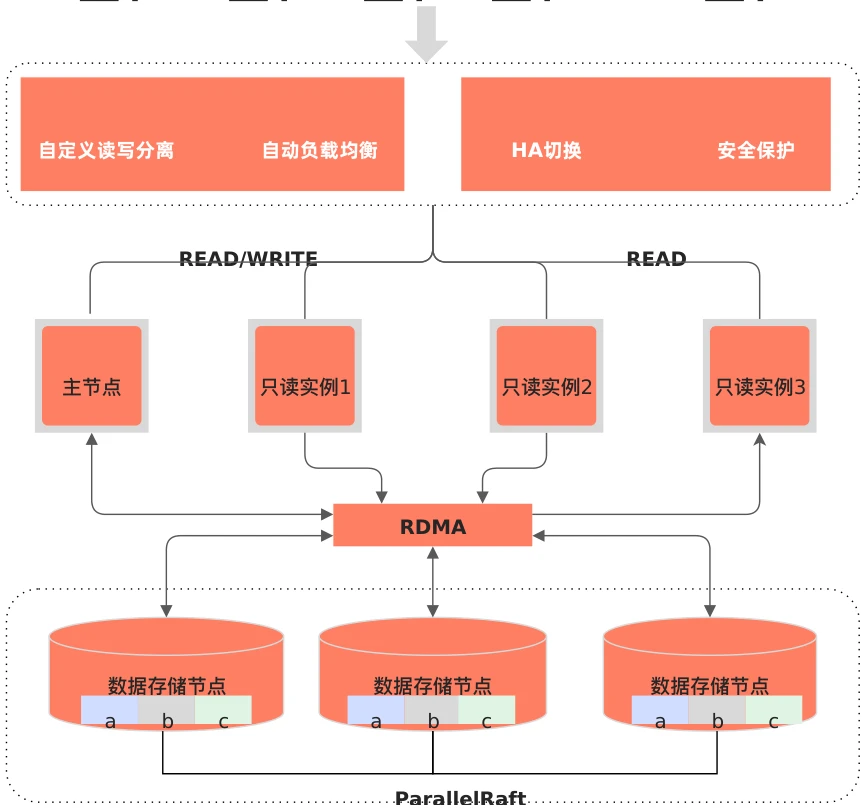 自定义读写分离 自动负载均衡 HA切换 安全保护
READ/WRITE READ
主节点 只读实例1 只读实例2 只读实例3
RDMA
数据存储节点 数据存储节点 数据存储节点
a b c a b c a b c
ParallelRaft